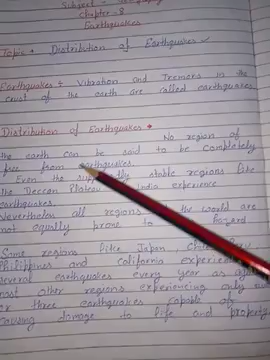 Subject -
Chapter - 8
Earthquakes
Topic → Distribution of Earthquakes
Earthquakes → Vibration and Tremors in the
crust of the earth are called earthquakes
Distribution of Earthquakes →
No region of
the earth can be said to be completely
free from earthquakes.
Even the stable regions like
the Deccan Plateau India experience
earthquakes.
Nevertheless all regions the world are
not equally prone to hazard
Some regions like Japan
Philippines and California experience
several earthquakes every year as
most other regions experiencing only
or three earthquakes capable of
causing damage to life and property